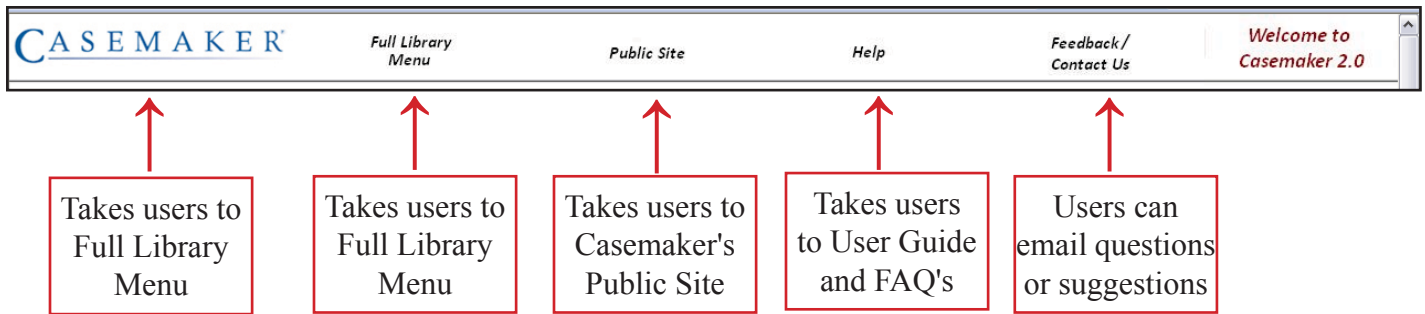 CASEMAKER®
Full Library
Menu
Public Site
Help
Feedback/
Contact Us
Welcome to
Casemaker 2.0
Takes users to
Full Library
Menu
Takes users to
Full Library
Menu
Takes users to
Casemaker's
Public Site
Takes users
to User Guide
and FAQ's
Users can
email questions
or suggestions